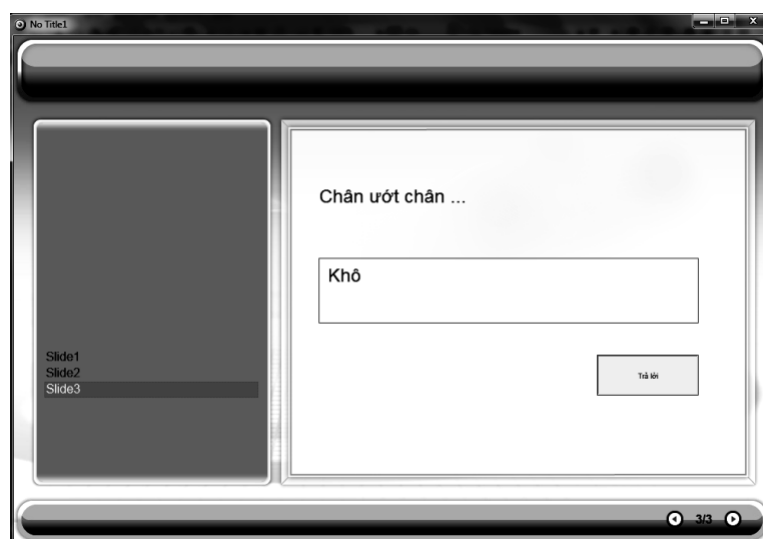 No Title1
Chân ướt chân ...
Khô
Slide1
Slide2
Slide3
Trả lời
3/3